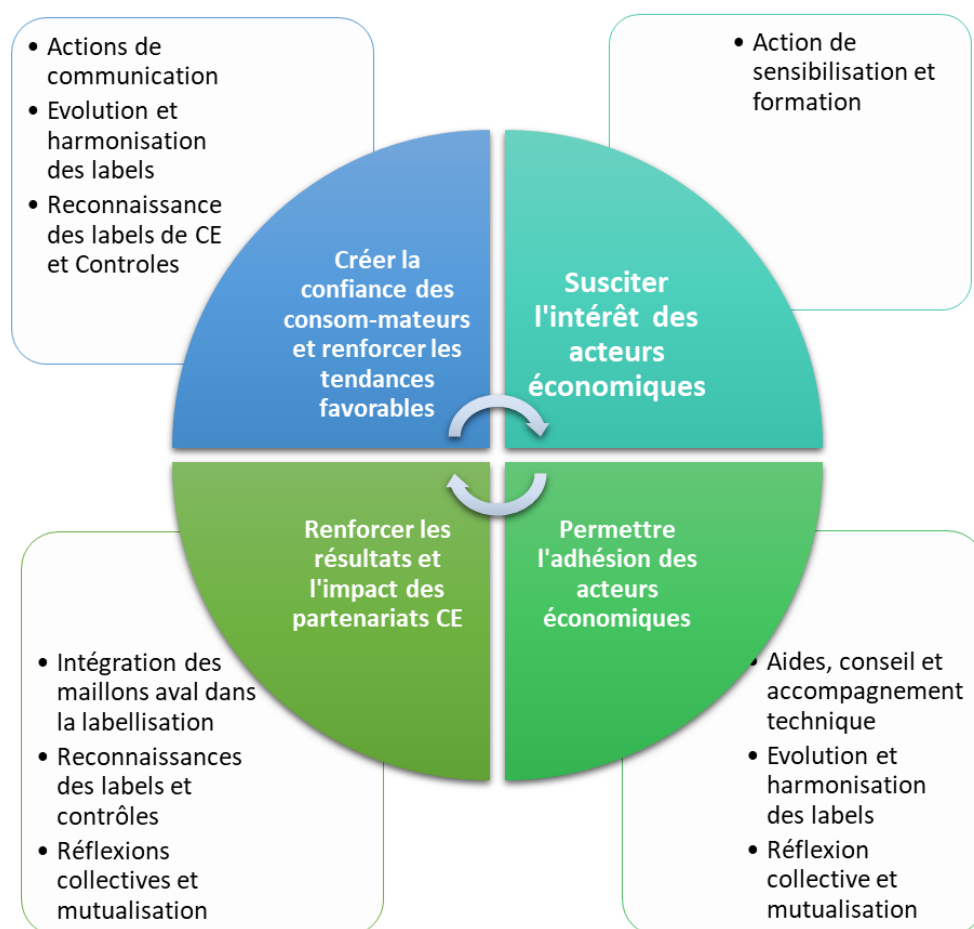 • Actions de
communication
• Evolution et
harmonisation
des labels
• Reconnaissance
des labels de CE
et Controles
• Action de
sensibilisation et
formation
Créer la
confiance des
consom-mateurs
et renforcer les
tendances
favorables
Susciter
l'intérêt des
acteurs
économiques
Renforcer les
résultats et
l'impact des
partenariats CE
Permettre
l'adhésion des
acteurs
économiques
• Intégration des
maillons aval dans
la labellisation
• Reconnaissances
des labels et
contrôles
• Réflexions
collectives et
mutualisation
• Aides, conseil et
accompagnement
technique
• Evolution et
harmonisation
des labels
• Réflexion
collective et
mutualisation